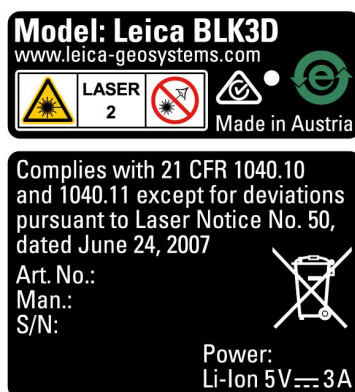 Model: Leica BLK3D
www.leica-geosystems.com
LASER
2
e
Made in Austria
Complies with 21 CFR 1040.10
and 1040.11 except for deviations
pursuant to Laser Notice No. 50,
dated June 24, 2007
Art. No.:
Man.:
S/N:
Power:
Li-Ion 5V⎓3A